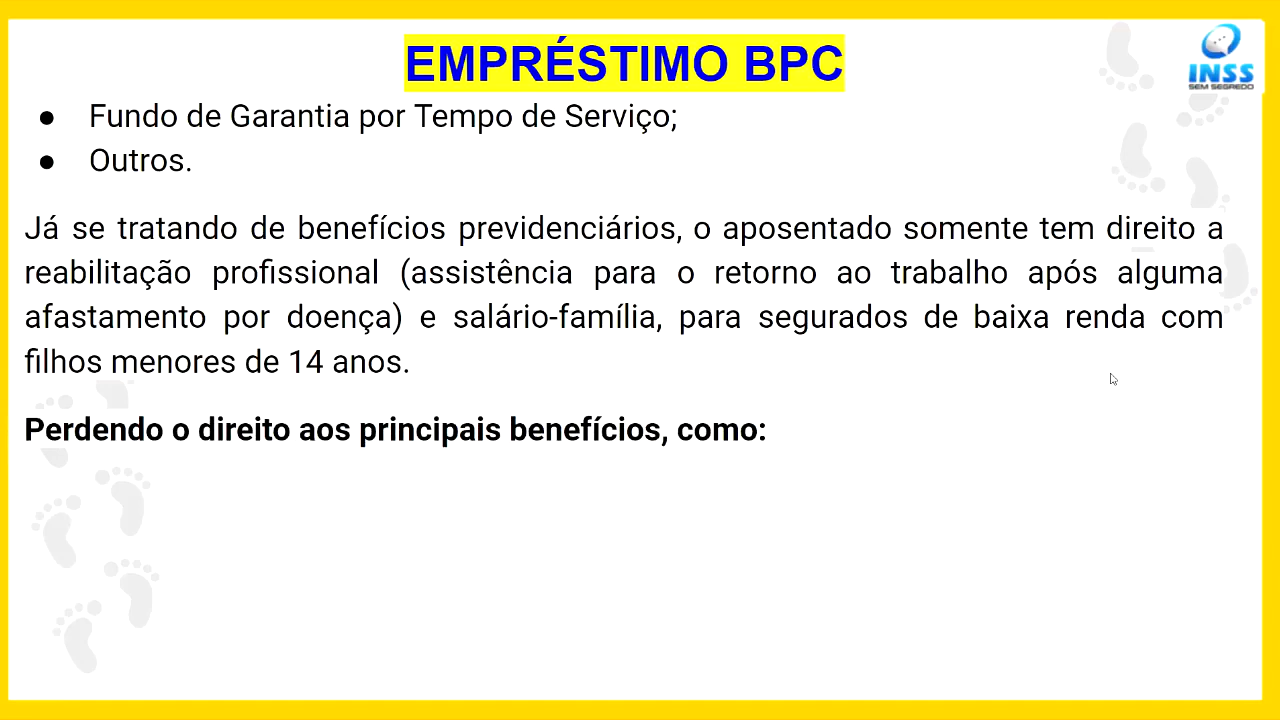 EMPRÉSTIMO BPC
INSS
SEM SEGREDO
● Fundo de Garantia por Tempo de Serviço;
● Outros.
Já se tratando de benefícios previdenciários, o aposentado somente tem direito a
reabilitação profissional (assistência para o retorno ao trabalho após alguma
afastamento por doença) e salário-família, para segurados de baixa renda com
filhos menores de 14 anos.
Perdendo o direito aos principais benefícios, como: